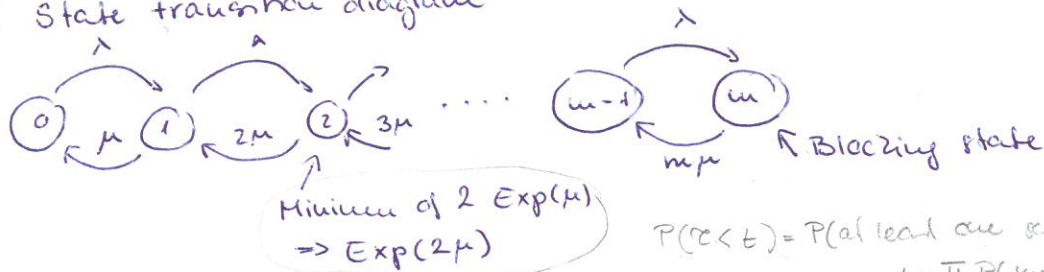 State transition diagram
λ λ λ
0 1 2 .... m-1 m
μ 2μ 3μ mμ
Blocking state
Minimum of 2 Exp(μ)
=> Exp(2μ)
P(τ<t) = P(at least one